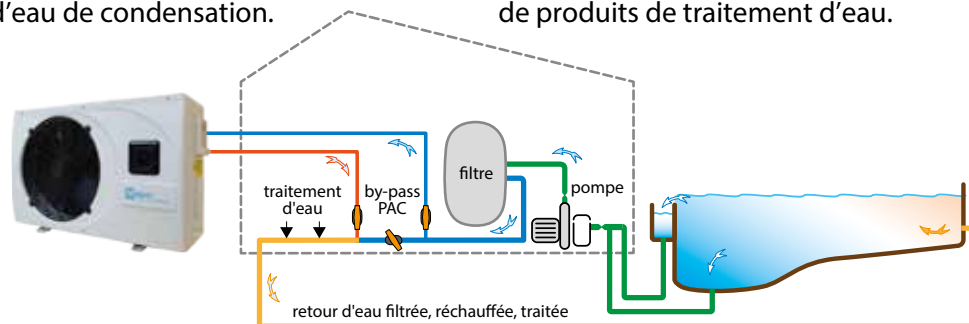 d'eau de condensation.
de produits de traitement d'eau.
filtre
pompe
traitement
d'eau
by-pass
PAC
retour d'eau filtrée, réchauffée, traitée